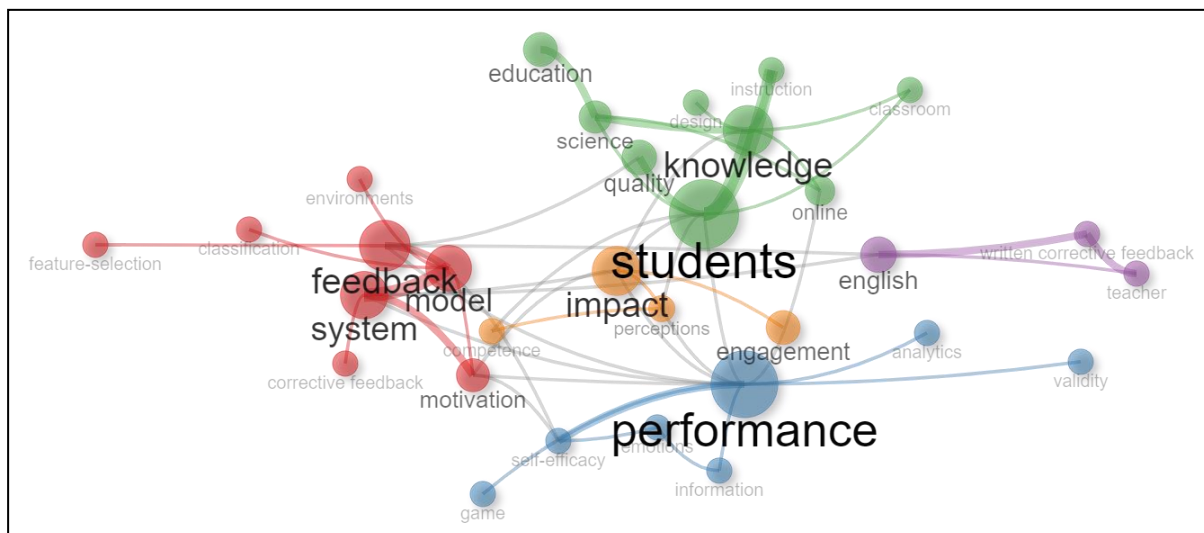 education
instruction
classroom
design
science
knowledge
quality
environments
online
classification
feature-selection
written corrective feedback
students
feedback
english
teacher
model
impact
system
perceptions
competence
engagement
analytics
corrective feedback
validity
motivation
performance
emotions
self-efficacy
information
game